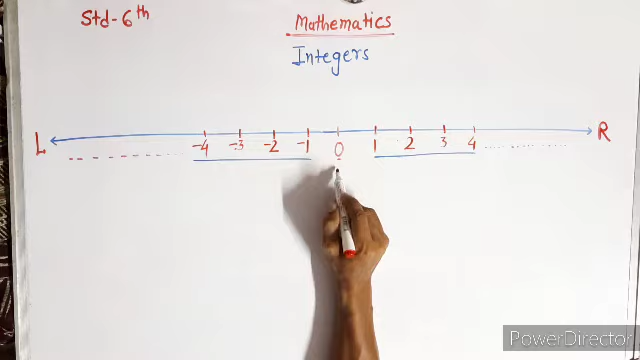 Std-6th
Mathematics
Integers
L
R
-4 -3 -2 -1 0 1 2 3 4
PowerDirector